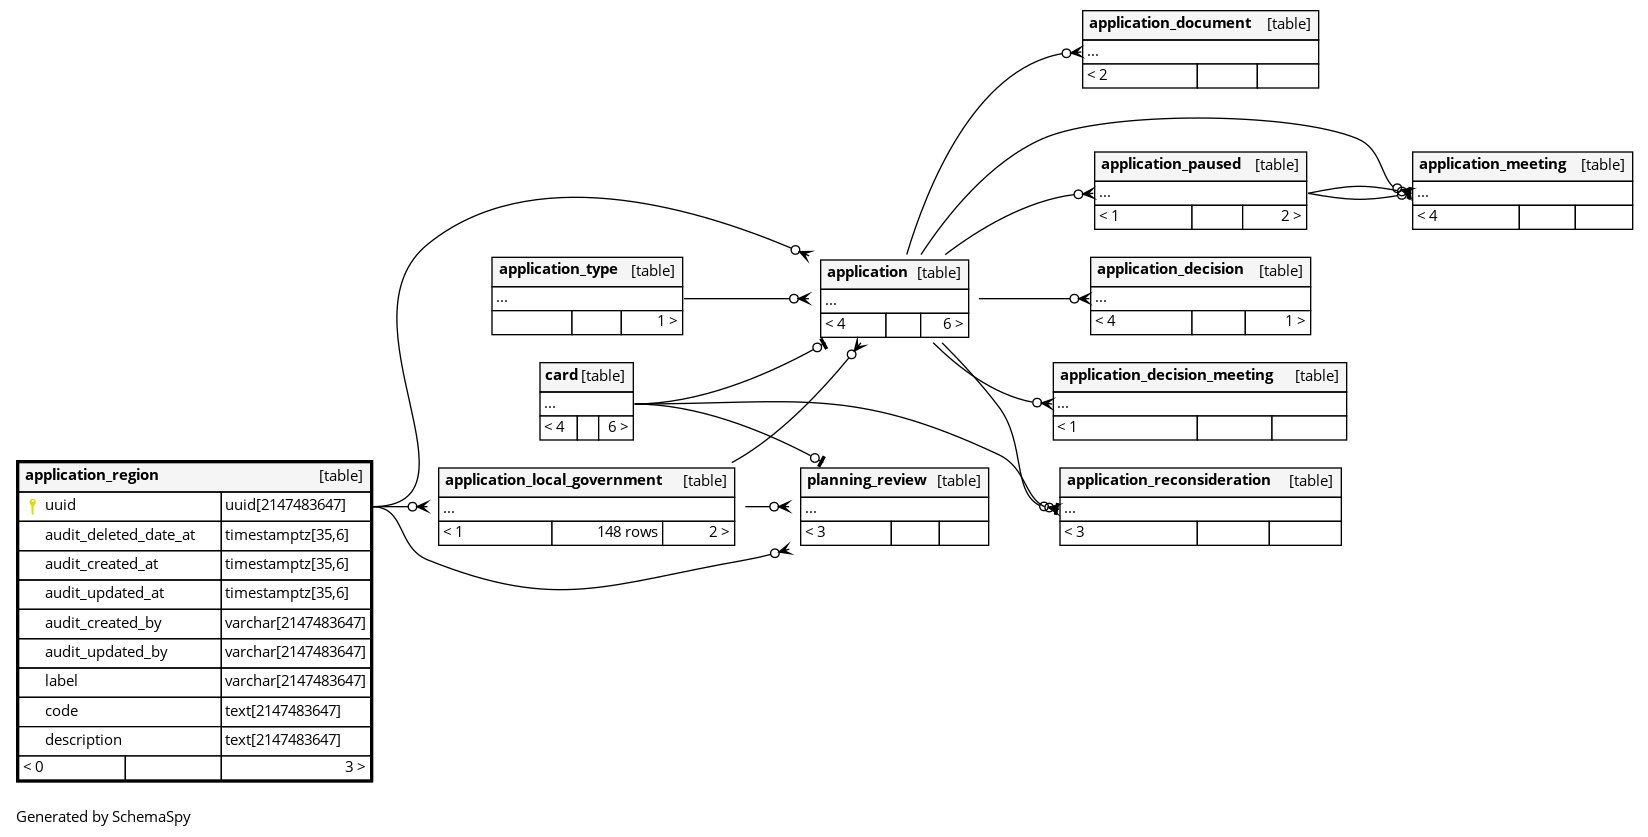 application_document [table]
...
< 2
application_paused [table]
...
< 1 2 >
application_meeting [table]
...
< 4
application_type [table]
...
1 >
application [table]
...
< 4 6 >
application_decision [table]
...
< 4 1 >
card [table]
...
< 4 6 >
application_decision_meeting [table]
...
< 1
application_region [table]
uuid uuid[2147483647]
audit_deleted_date_at timestamptz[35,6]
audit_created_at timestamptz[35,6]
audit_updated_at timestamptz[35,6]
audit_created_by varchar[2147483647]
audit_updated_by varchar[2147483647]
label varchar[2147483647]
code text[2147483647]
description text[2147483647]
< 0 3 >
application_local_government [table]
...
< 1 148 rows 2 >
planning_review [table]
...
< 3
application_reconsideration [table]
...
< 3
Generated by SchemaSpy